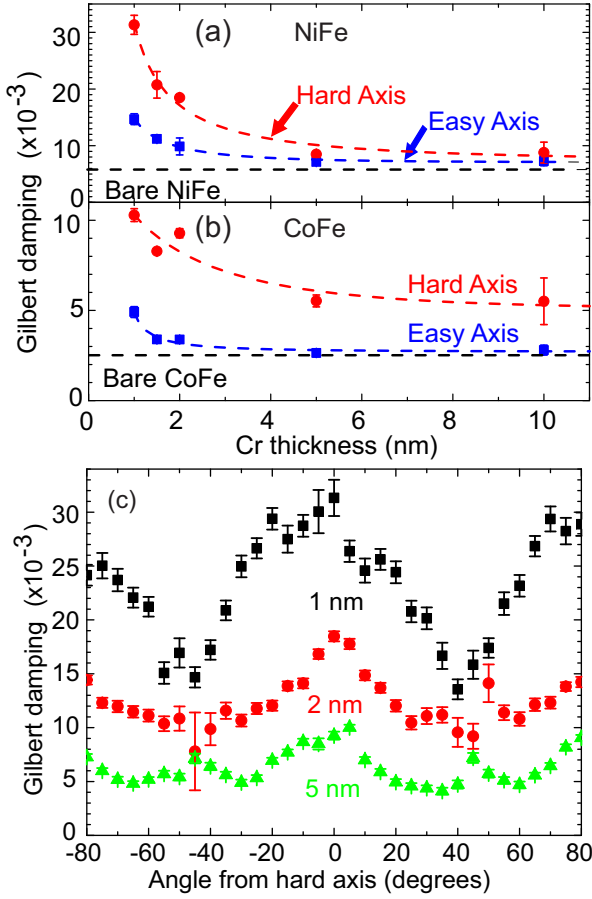 30
(a)
NiFe
20
Hard Axis
10
Easy Axis
Bare NiFe
0
Gilbert damping (x10⁻³)
10
(b)
CoFe
Hard Axis
5
Easy Axis
Bare CoFe
0
0 2 4 6 8 10
Cr thickness (nm)
(c)
30
25
20
15
10
5
0
Gilbert damping (x10⁻³)
1 nm
2 nm
5 nm
-80 -60 -40 -20 0 20 40 60 80
Angle from hard axis (degrees)